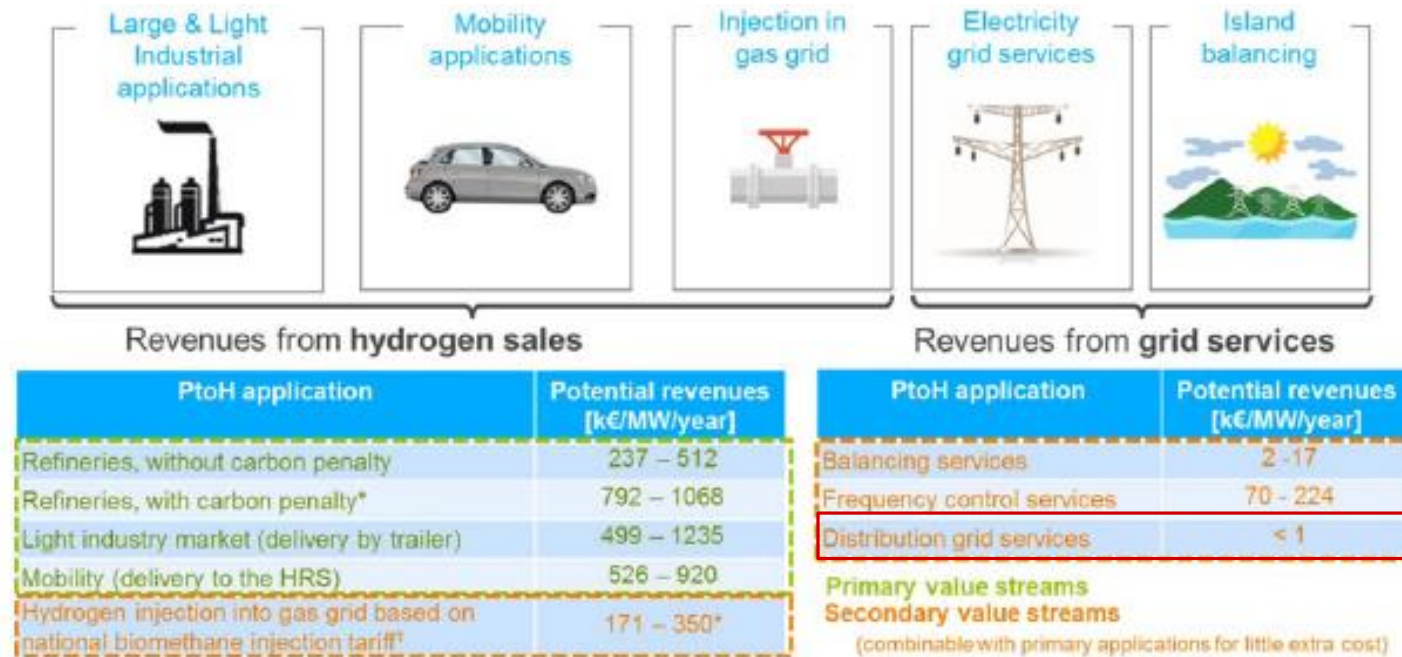 Large & Light
Industrial
applications
Mobility
applications
Injection in
gas grid
Electricity
grid services
Island
balancing
Revenues from hydrogen sales
Revenues from grid services
PtoH application
Potential revenues
[k€/MW/year]
Refineries, without carbon penalty
237 – 512
Refineries, with carbon penalty*
792 – 1068
Light industry market (delivery by trailer)
499 – 1235
Mobility (delivery to the HRS)
526 – 920
Hydrogen injection into gas grid based on
national biomethane injection tariff†
171 – 350*
PtoH application
Potential revenues
[k€/MW/year]
Balancing services
2 -17
Frequency control services
70 - 224
Distribution grid services
< 1
Primary value streams
Secondary value streams
(combinable with primary applications for little extra cost)